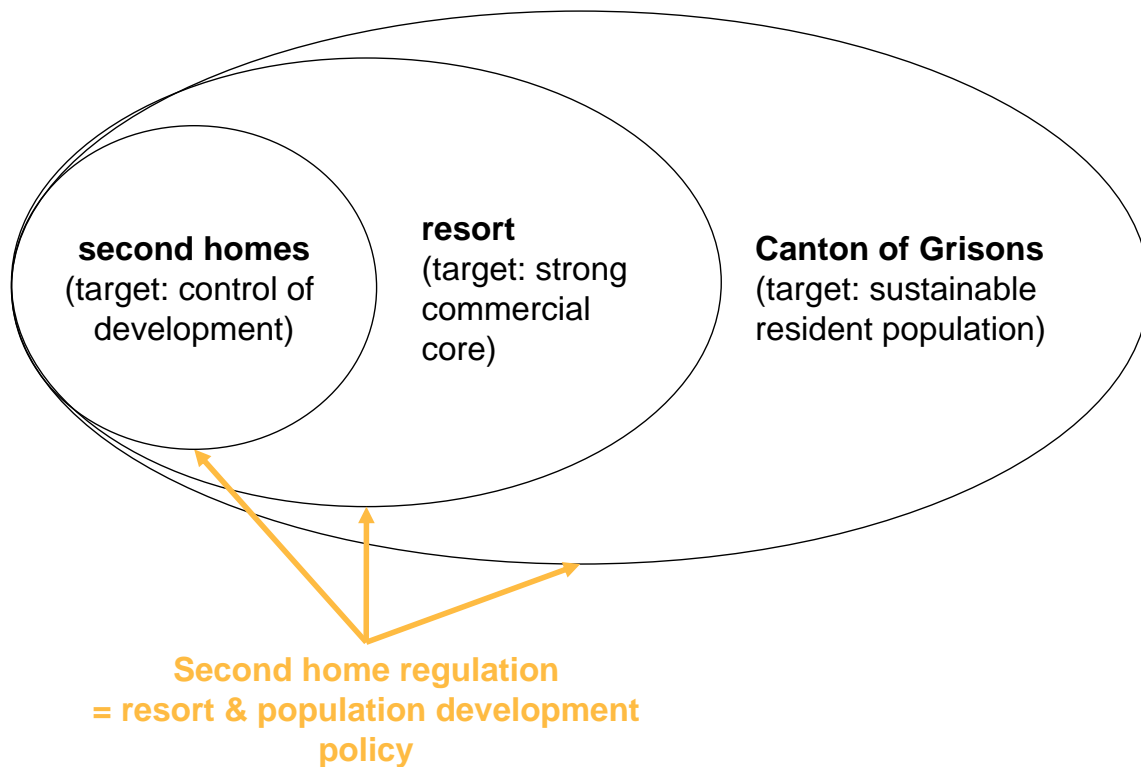 second homes
(target: control of
development)
resort
(target: strong
commercial
core)
Canton of Grisons
(target: sustainable
resident population)
Second home regulation
= resort & population development
policy